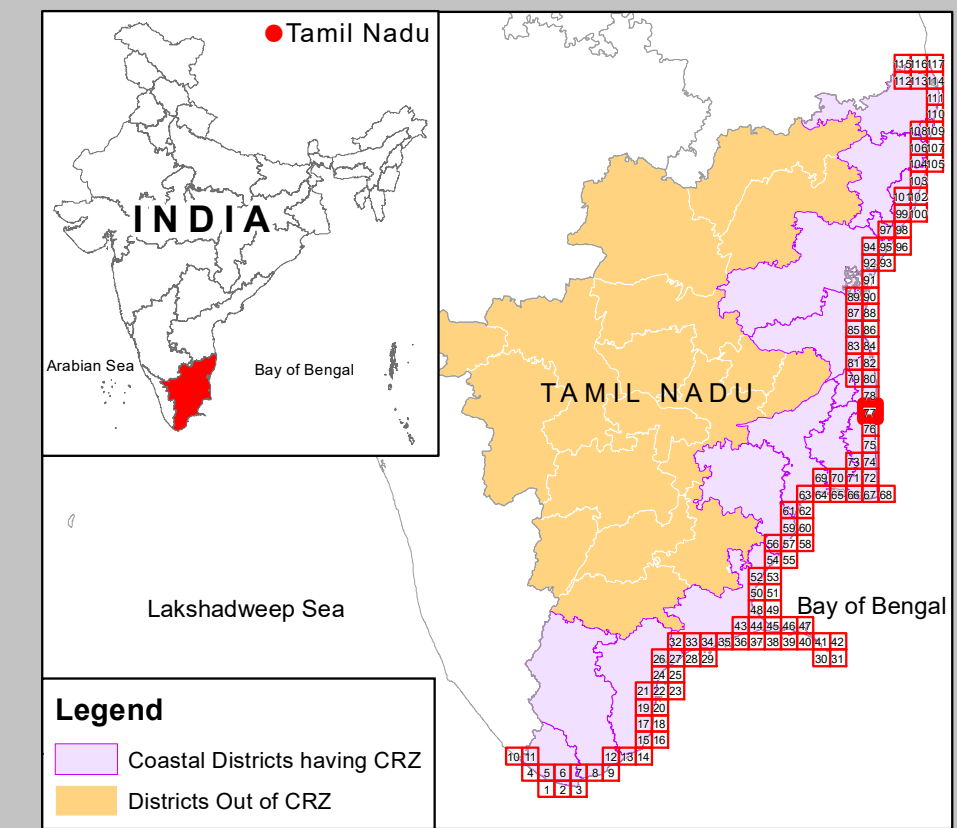 Tamil Nadu
INDIA
Arabian Sea
Bay of Bengal
115 116 117
112 113 114
111
110
108 109
106 107
104 105
103
101 102
99 100
97 98
94 95 96
92 93
91
89 90
87 88
85 86
83 84
81 82
79 80
78
TAMIL NADU
77
76
75
73 74
69 70 71 72
63 64 65 66 67 68
61 62
59 60
56 57 58
54 55
52 53
50 51
48 49
Bay of Bengal
Lakshadweep Sea
43 44 45 46 47
32 33 34 35 36 37 38 39 40 41 42
26 27 28 29 30 31
24 25
21 22 23
19 20
17 18
15 16
10 11 12 13 14
4 5 6 7 8 9
1 2 3
Legend
Coastal Districts having CRZ
Districts Out of CRZ